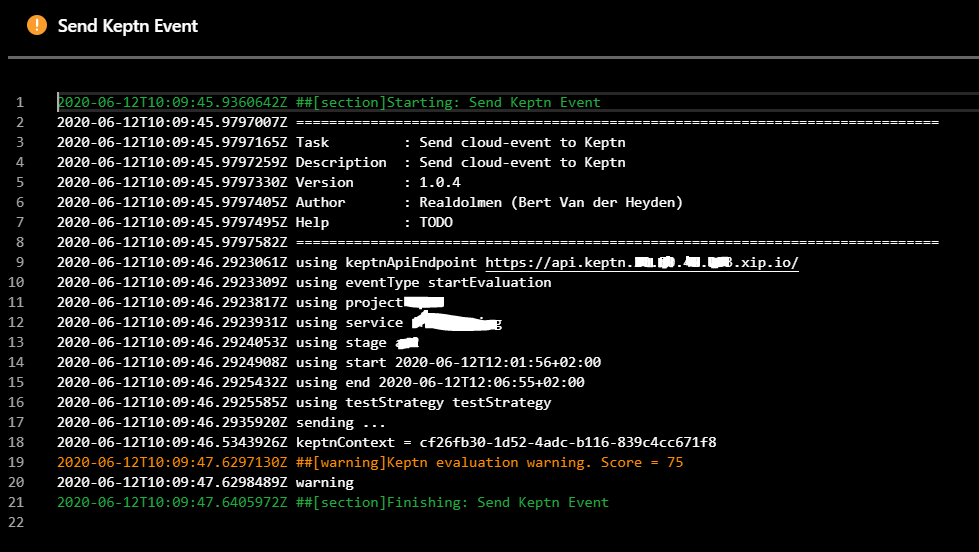 Send Keptn Event
1 2020-06-12T10:09:45.9360642Z ##[section]Starting: Send Keptn Event
2 2020-06-12T10:09:45.9797007Z ==============================================================================
3 2020-06-12T10:09:45.9797165Z Task         : Send cloud-event to Keptn
4 2020-06-12T10:09:45.9797259Z Description  : Send cloud-event to Keptn
5 2020-06-12T10:09:45.9797330Z Version      : 1.0.4
6 2020-06-12T10:09:45.9797405Z Author       : Realdolmen (Bert Van der Heyden)
7 2020-06-12T10:09:45.9797495Z Help         : TODO
8 2020-06-12T10:09:45.9797582Z ==============================================================================
9 2020-06-12T10:09:46.2923061Z using keptnApiEndpoint https://api.keptn. .xip.io/
10 2020-06-12T10:09:46.2923309Z using eventType startEvaluation
11 2020-06-12T10:09:46.2923817Z using project
12 2020-06-12T10:09:46.2923931Z using service
13 2020-06-12T10:09:46.2924053Z using stage
14 2020-06-12T10:09:46.2924908Z using start 2020-06-12T12:01:56+02:00
15 2020-06-12T10:09:46.2925432Z using end 2020-06-12T12:06:55+02:00
16 2020-06-12T10:09:46.2925585Z using testStrategy testStrategy
17 2020-06-12T10:09:46.2935920Z sending ...
18 2020-06-12T10:09:46.5343926Z keptnContext = cf26fb30-1d52-4adc-b116-839c4cc671f8
19 2020-06-12T10:09:47.6297130Z ##[warning]Keptn evaluation warning. Score = 75
20 2020-06-12T10:09:47.6298489Z warning
21 2020-06-12T10:09:47.6405972Z ##[section]Finishing: Send Keptn Event
22